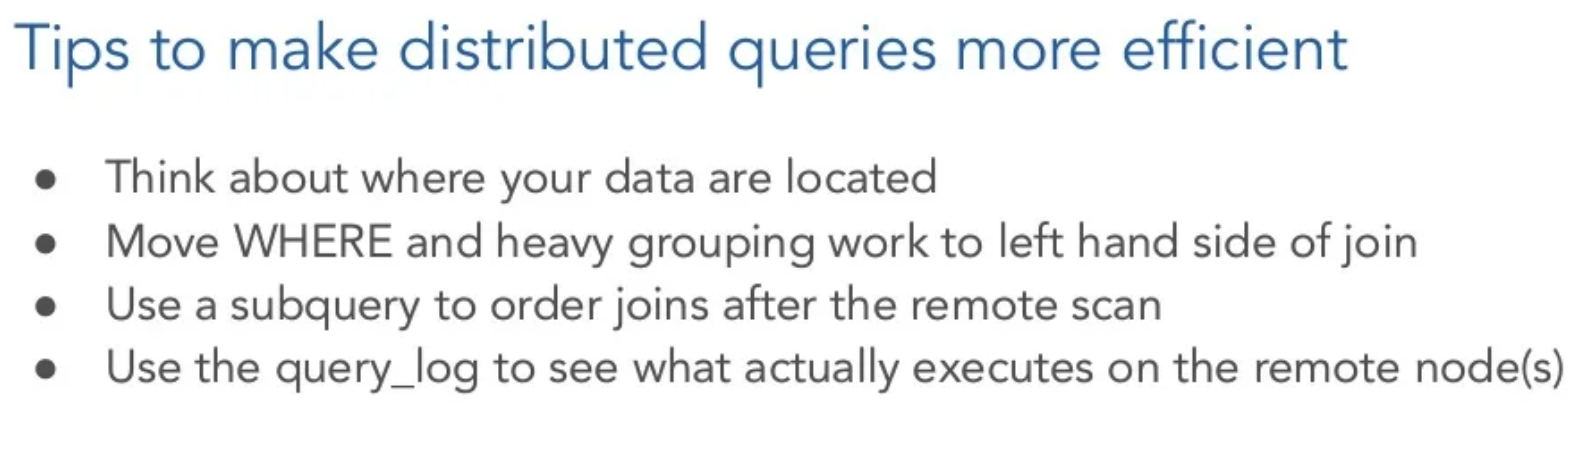 Tips to make distributed queries more efficient
● Think about where your data are located
● Move WHERE and heavy grouping work to left hand side of join
● Use a subquery to order joins after the remote scan
● Use the query_log to see what actually executes on the remote node(s)